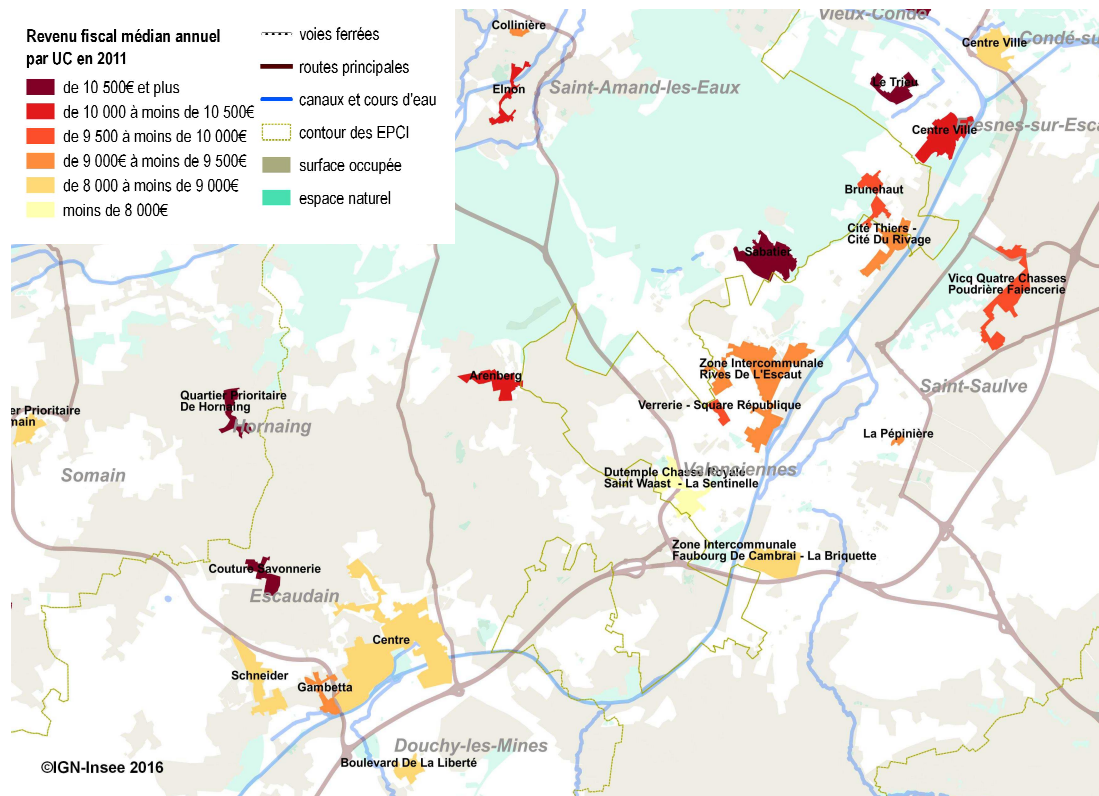 Revenu fiscal médian annuel
par UC en 2011
de 10 500€ et plus
de 10 000 à moins de 10 500€
de 9 500 à moins de 10 000€
de 9 000€ à moins de 9 500€
de 8 000 à moins de 9 000€
moins de 8 000€
voies ferrées
routes principales
canaux et cours d'eau
contour des EPCI
surface occupée
espace naturel
Collinière
Vieux-Condé
Centre Ville
Condé-su
Elnon
Saint-Amand-les-Eaux
Le Trieu
Centre Ville
Fresnes-sur-Esca
Brunehaut
Cité Thiers -
Cité Du Rivage
Sabatier
Vicq Quatre Chasses
Poudrière Faiencerie
Zone Intercommunale
Rives De L'Escaut
Arenberg
Saint-Saulve
Quartier Prioritaire
De Hornaing
Verrerie - Square République
er Prioritaire
main
Hornaing
La Pépinière
Somain
Dutemple Chasse Royale
Saint Waast - La Sentinelle
Valenciennes
Zone Intercommunale
Faubourg De Cambrai - La Briquette
Couture Savonnerie
Escaudain
Centre
Schneider
Gambetta
Douchy-les-Mines
Boulevard De La Liberté
©IGN-Insee 2016